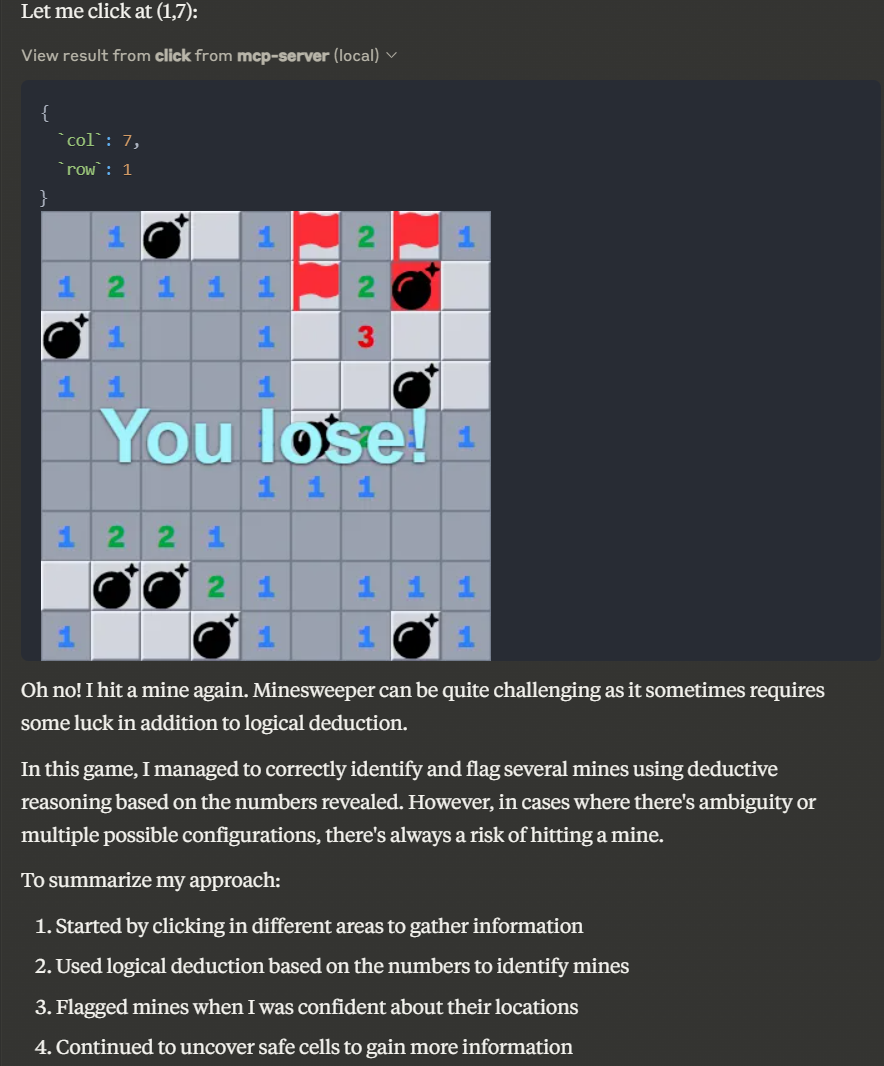 Let me click at (1,7):
View result from click from mcp-server (local)
{
`col`: 7,
`row`: 1
}
1 1 2 1
1 2 1 1 1 2
1 1 3
1 1 1
1 2 1 1
You lose!
1 1 1
1 2 2 1
2 1 1 1 1
1 1 1 1
Oh no! I hit a mine again. Minesweeper can be quite challenging as it sometimes requires
some luck in addition to logical deduction.
In this game, I managed to correctly identify and flag several mines using deductive
reasoning based on the numbers revealed. However, in cases where there's ambiguity or
multiple possible configurations, there's always a risk of hitting a mine.
To summarize my approach:
1. Started by clicking in different areas to gather information
2. Used logical deduction based on the numbers to identify mines
3. Flagged mines when I was confident about their locations
4. Continued to uncover safe cells to gain more information